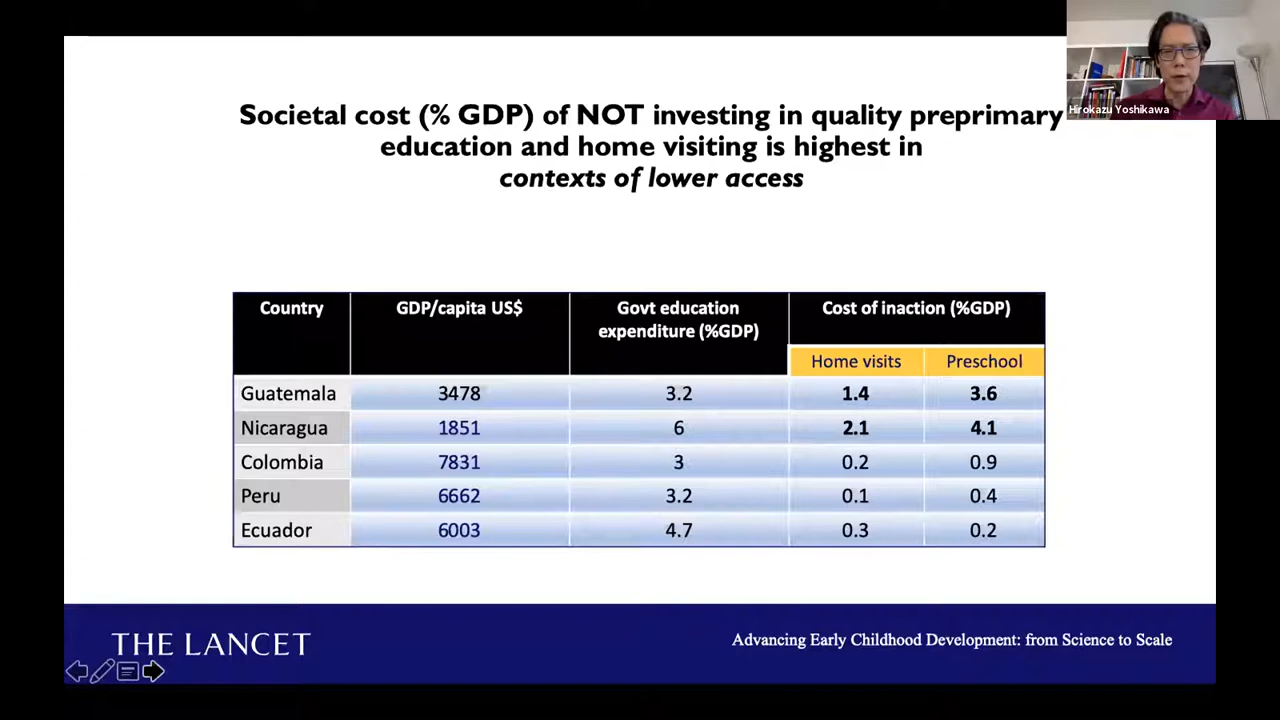 Hirokazu Yoshikawa
Societal cost (% GDP) of NOT investing in quality preprimary
education and home visiting is highest in
contexts of lower access
Country GDP/capita US$ Govt education expenditure (%GDP) Cost of inaction (%GDP)
Home visits Preschool
Guatemala 3478 3.2 1.4 3.6
Nicaragua 1851 6 2.1 4.1
Colombia 7831 3 0.2 0.9
Peru 6662 3.2 0.1 0.4
Ecuador 6003 4.7 0.3 0.2
THE LANCET
Advancing Early Childhood Development: from Science to Scale